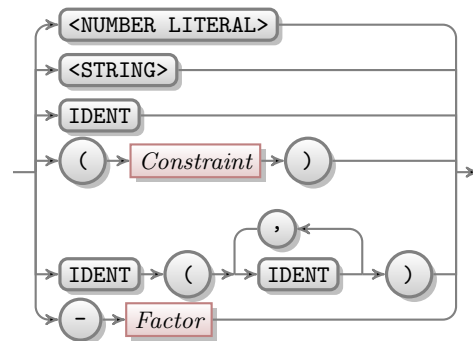 <NUMBER LITERAL>
<STRING>
IDENT
( Constraint )
,
IDENT ( IDENT )
- Factor